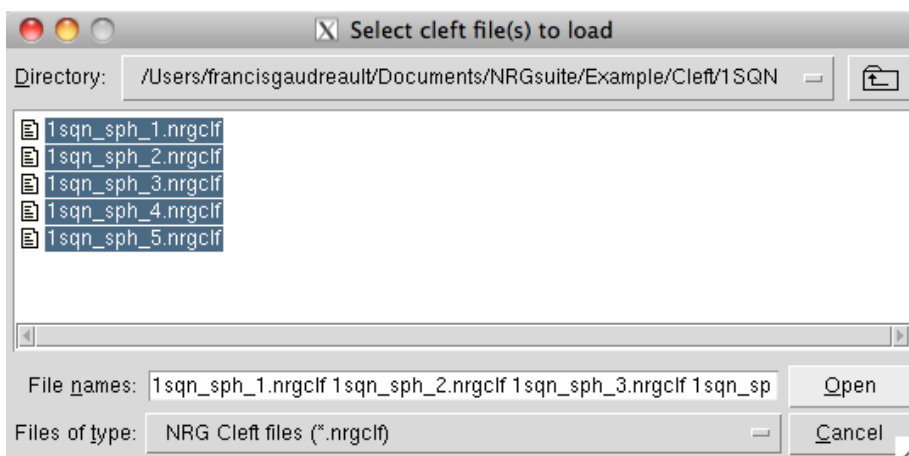 Select cleft file(s) to load
Directory: /Users/francisgaudreault/Documents/NRGsuite/Example/Cleft/1SQN
1sqn_sph_1.nrgclf
1sqn_sph_2.nrgclf
1sqn_sph_3.nrgclf
1sqn_sph_4.nrgclf
1sqn_sph_5.nrgclf
File names: 1sqn_sph_1.nrgclf 1sqn_sph_2.nrgclf 1sqn_sph_3.nrgclf 1sqn_sp Open
Files of type: NRG Cleft files (*.nrgclf) Cancel